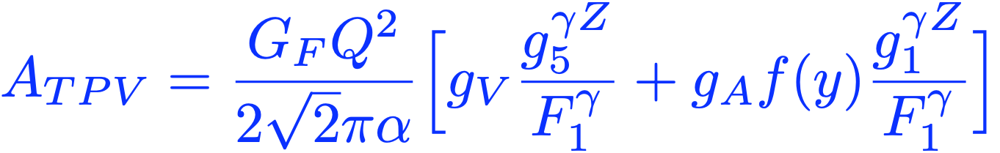 A_{TPV} = \frac{G_F Q^2}{2\sqrt{2}\pi\alpha} \left[ g_V \frac{g_5^{\gamma Z}}{F_1^{\gamma}} + g_A f(y) \frac{g_1^{\gamma Z}}{F_1^{\gamma}} \right]